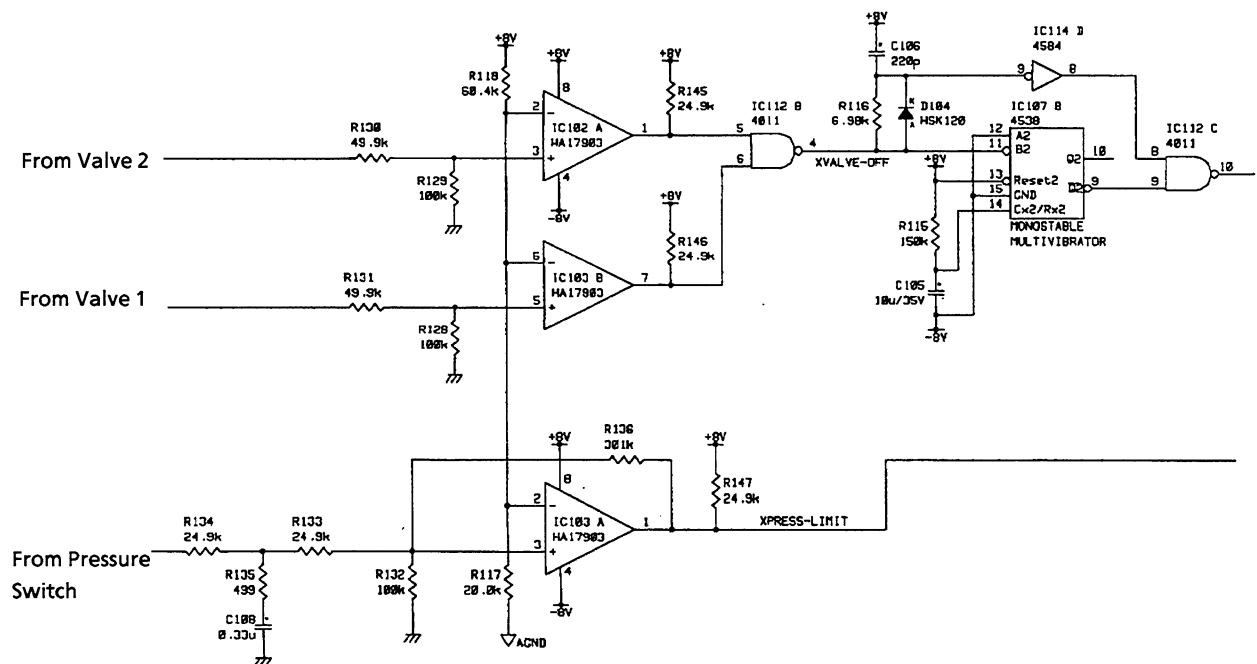 +8V
C106
220p
IC114 D
4584
9
8
+8V
R118
60.4k
+8V
8
2
-
IC102 A
HA17903
1
3
+
4
-8V
+8V
R145
24.9k
IC112 B
4011
5
6
4
XVALVE-OFF
R116
6.98k
K
D104
HSK120
A
IC107 B
4538
12
A2
11
B2
Q2
10
+8V
13
Reset2
15
GND
14
Cx2/Rx2
Q2
9
MONOSTABLE
MULTIVIBRATOR
IC112 C
4011
8
9
10
From Valve 2
R130
49.9k
R129
100k
R115
150k
C105
10u/35V
-8V
+8V
R146
24.9k
6
-
IC103 B
HA17903
7
5
+
From Valve 1
R131
49.9k
R128
100k
R136
301k
+8V
8
+8V
R147
24.9k
2
-
IC103 A
HA17903
1
XPRESS-LIMIT
3
+
4
-8V
From Pressure
Switch
R134
24.9k
R133
24.9k
R135
499
C108
0.33u
R132
100k
R117
20.0k
AGND